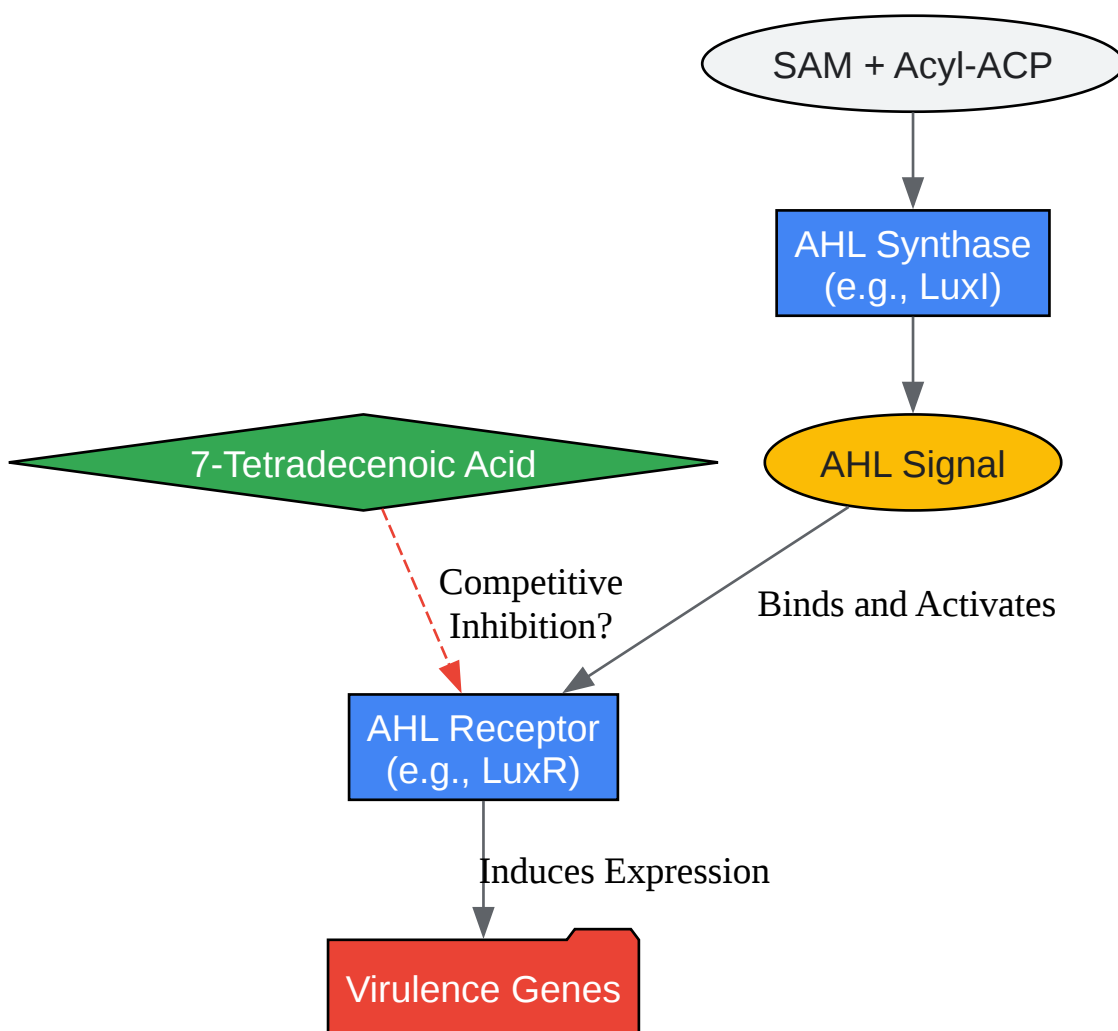 SAM + Acyl-ACP
AHL Synthase
(e.g., LuxI)
7-Tetradecenoic Acid
AHL Signal
Competitive
Inhibition?
Binds and Activates
AHL Receptor
(e.g., LuxR)
Induces Expression
Virulence Genes